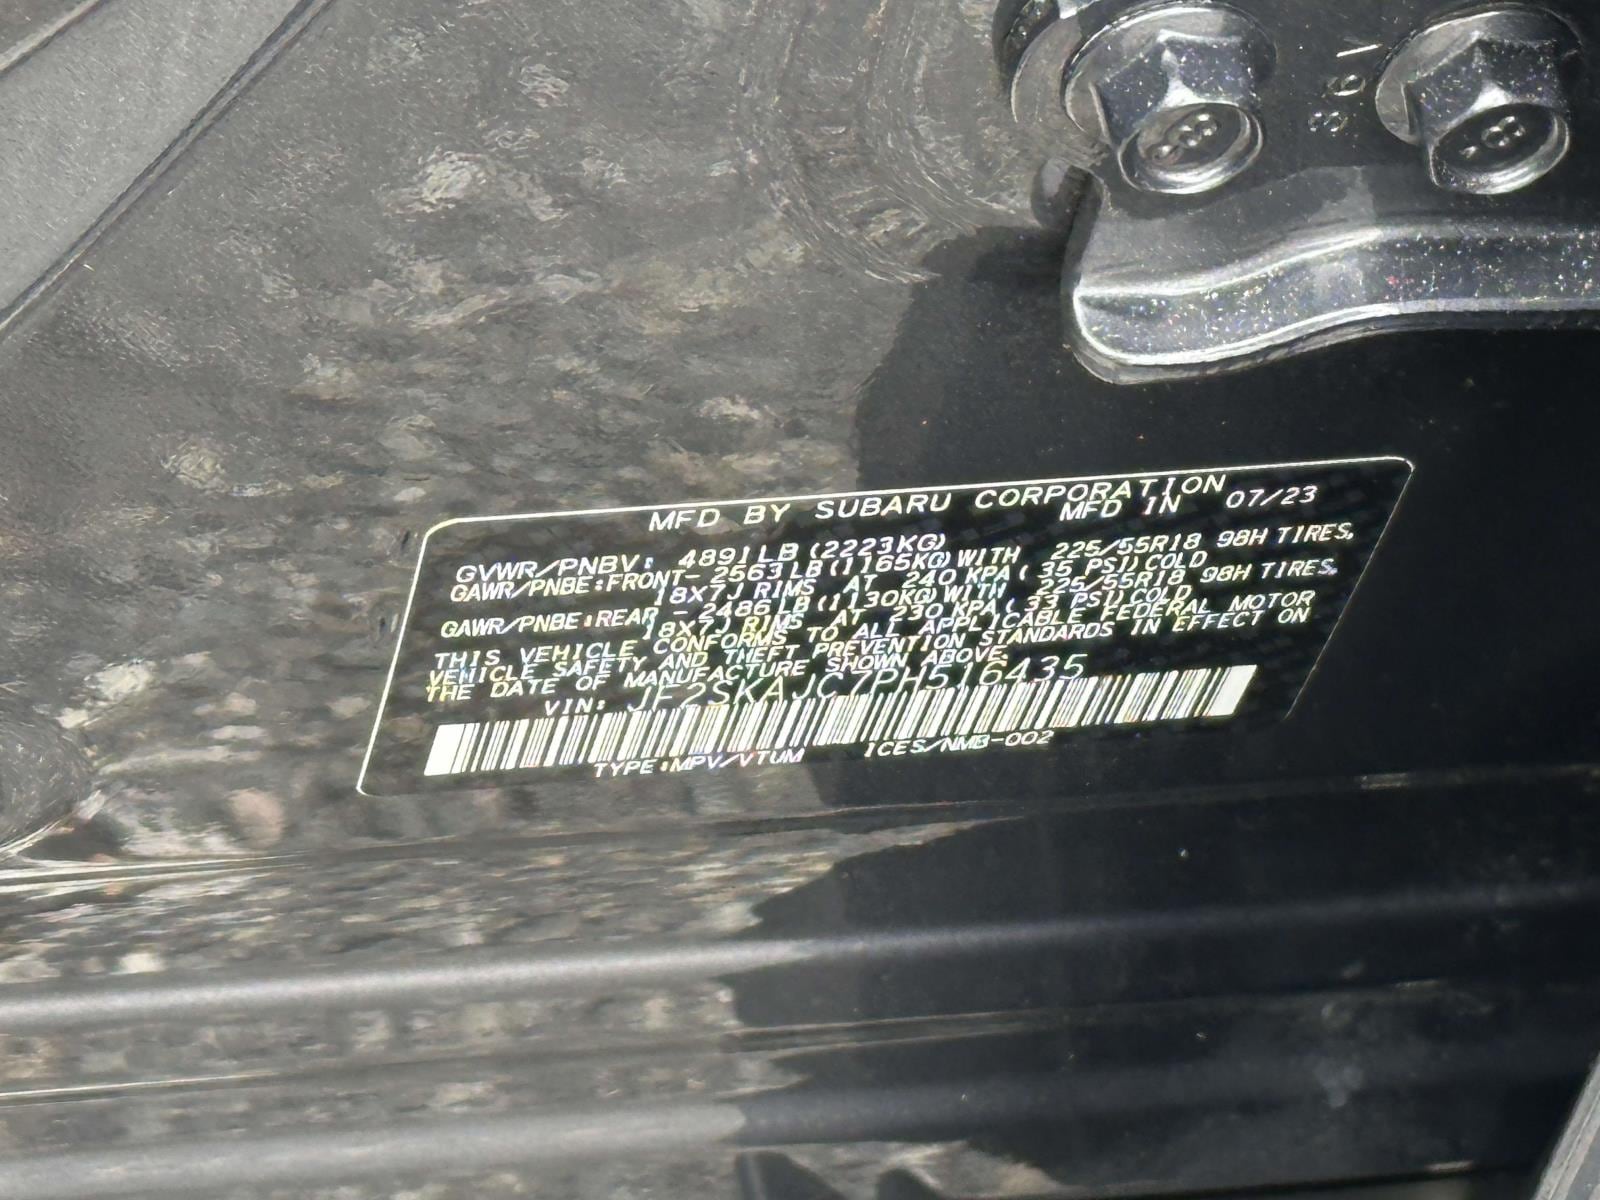 MFD BY SUBARU CORPORATION
MFD IN 07/23
GVWR/PNBV: 4891LB (2223KG)
GAWR/PNBE:FRONT- 2563LB(1165KG)WITH 225/55R18 98H TIRES,
18X7J RIMS AT 240 KPA( 35 PSI)COLD
GAWR/PNBE:REAR - 2486LB(1130KG)WITH 225/55R18 98H TIRES,
18X7J RIMS AT 230 KPA( 33 PSI)COLD
THIS VEHICLE CONFORMS TO ALL APPLICABLE FEDERAL MOTOR
VEHICLE SAFETY AND THEFT PREVENTION STANDARDS IN EFFECT ON
THE DATE OF MANUFACTURE SHOWN ABOVE.
VIN: JF2SKAJC7PH516435
TYPE:MPV/VTUM ICES/NMB-002